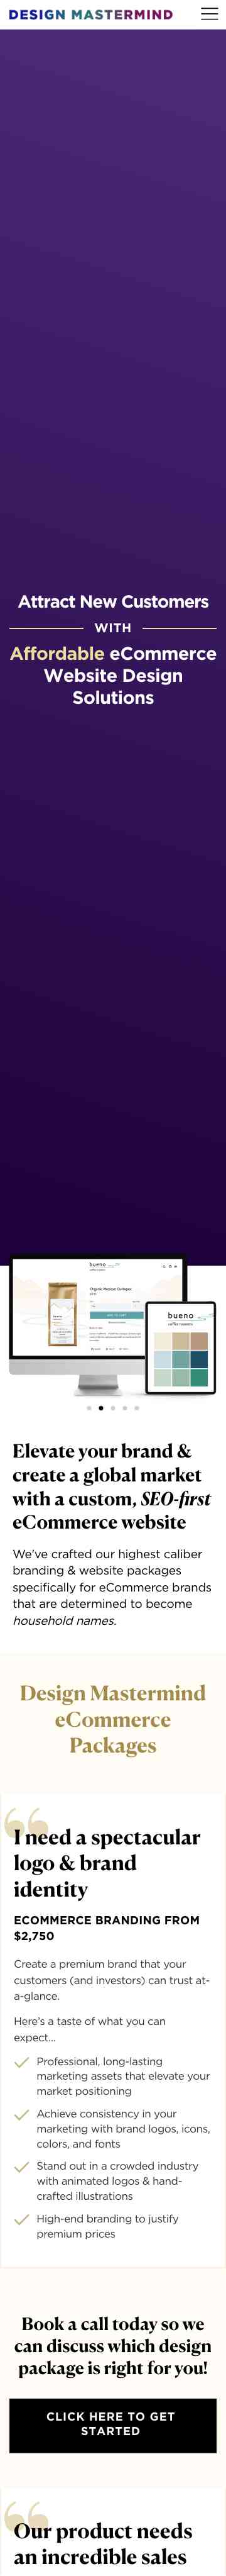 DESIGN MASTERMIND
Attract New Customers
WITH
Affordable eCommerce
Website Design
Solutions
bueno
bueno
coffee roasters
Elevate your brand &
create a global market
with a custom, SEO-first
eCommerce website
We've crafted our highest caliber
branding & website packages
specifically for eCommerce brands
that are determined to become
household names.
Design Mastermind
eCommerce
Packages
I need a spectacular
logo & brand
identity
ECOMMERCE BRANDING FROM
$2,750
Create a premium brand that your
customers (and investors) can trust at-
a-glance.
Here's a taste of what you can
expect...
Professional, long-lasting
marketing assets that elevate your
market positioning
Achieve consistency in your
marketing with brand logos, icons,
colors, and fonts
Stand out in a crowded industry
with animated logos & hand-
crafted illustrations
High-end branding to justify
premium prices
Book a call today so we
can discuss which design
package is right for you!
CLICK HERE TO GET
STARTED
Our product needs
an incredible sales